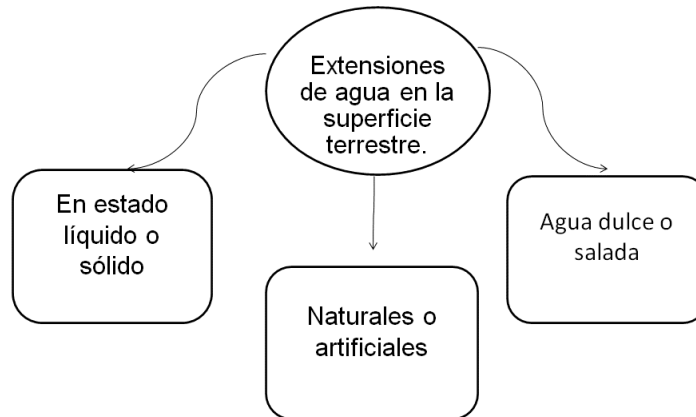 Extensiones
de agua en la
superficie
terrestre.
En estado
líquido o
sólido
Naturales o
artificiales
Agua dulce o
salada